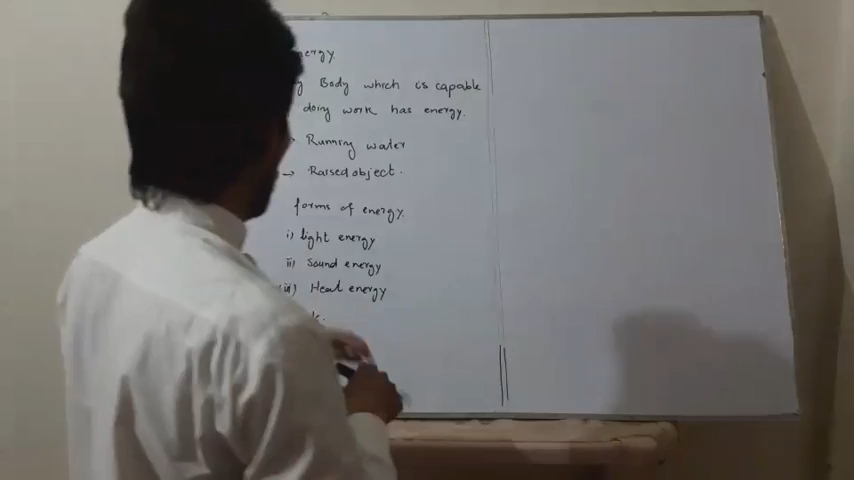 Body which is capable
doing work has energy.
Running water
→ Raised object.
forms of energy.
i) light energy
ii) Sound energy
iii) Heat energy